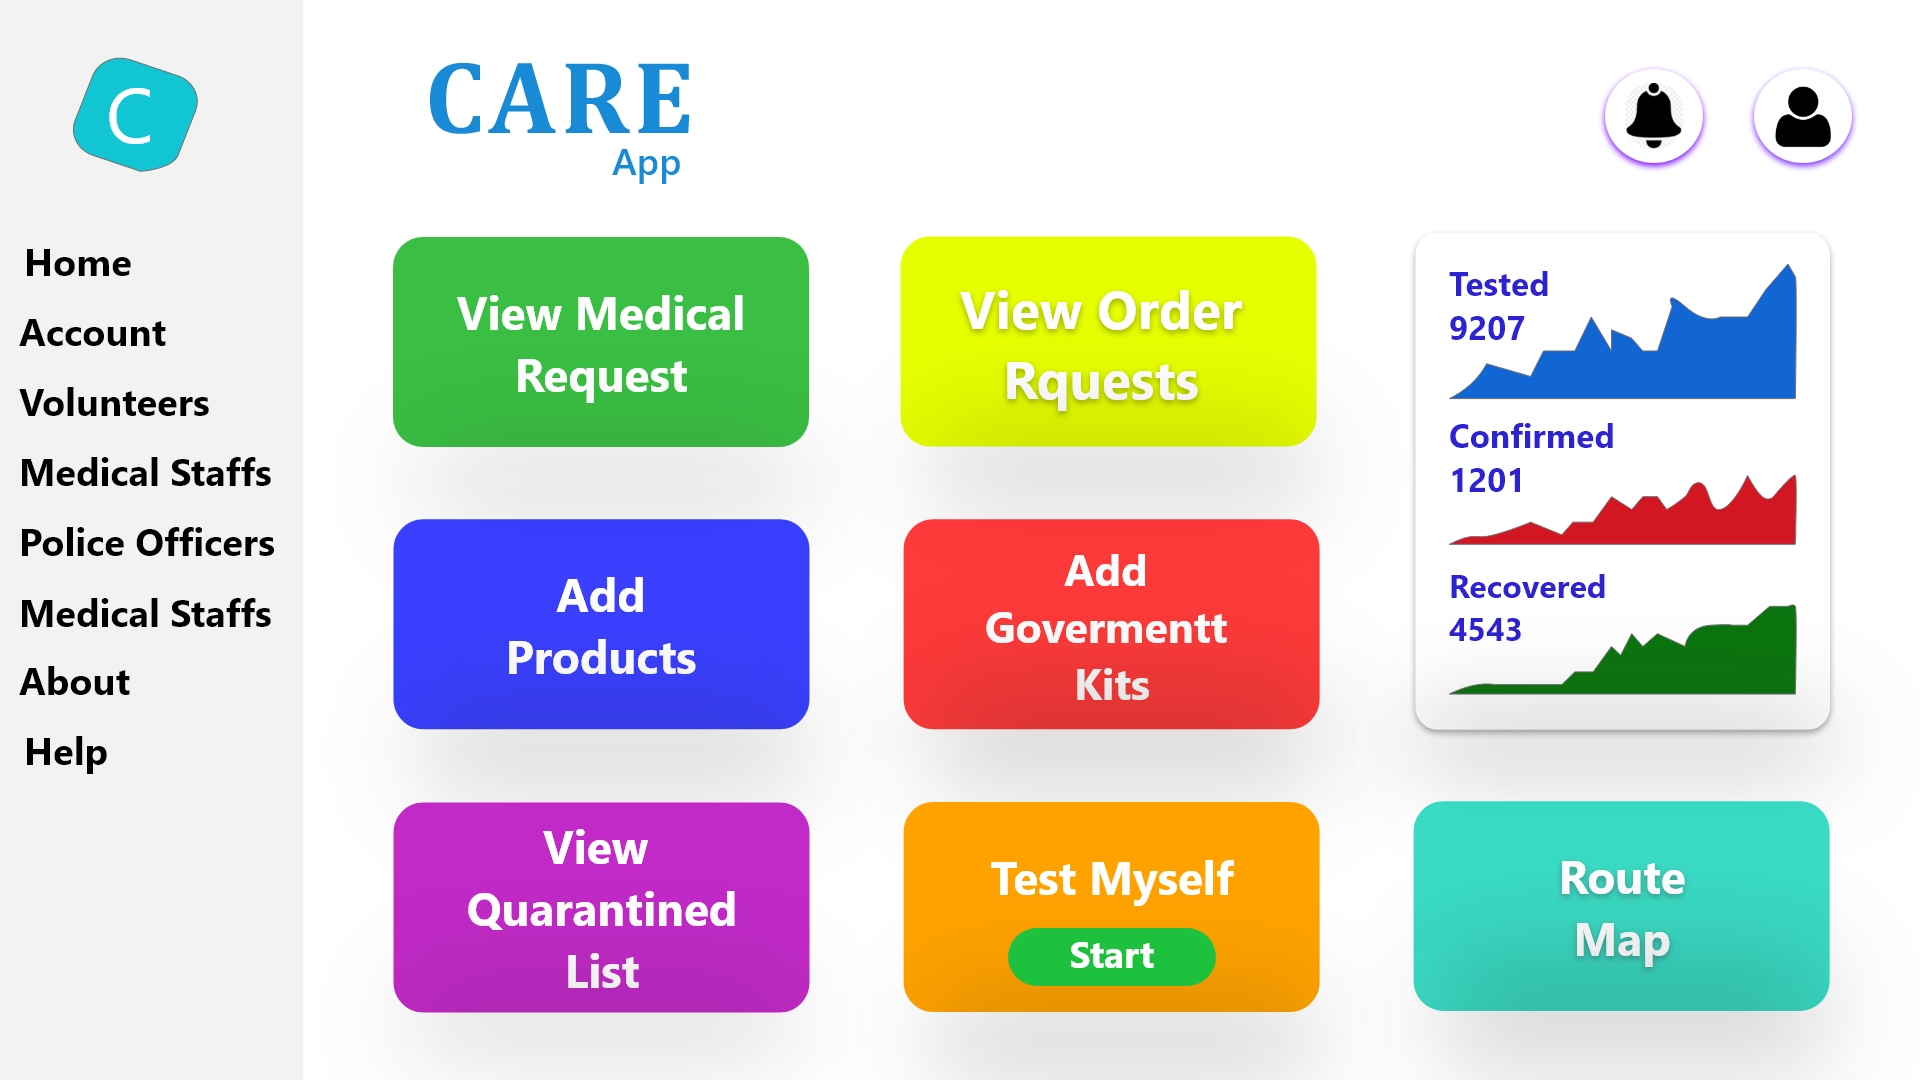 C
Home
Account
Volunteers
Medical Staffs
Police Officers
Medical Staffs
About
Help
CARE
App
View Medical
Request
View Order
Rquests
Tested
9207
Confirmed
1201
Recovered
4543
Add
Products
Add
Govermentt
Kits
View
Quarantined
List
Test Myself
Start
Route
Map